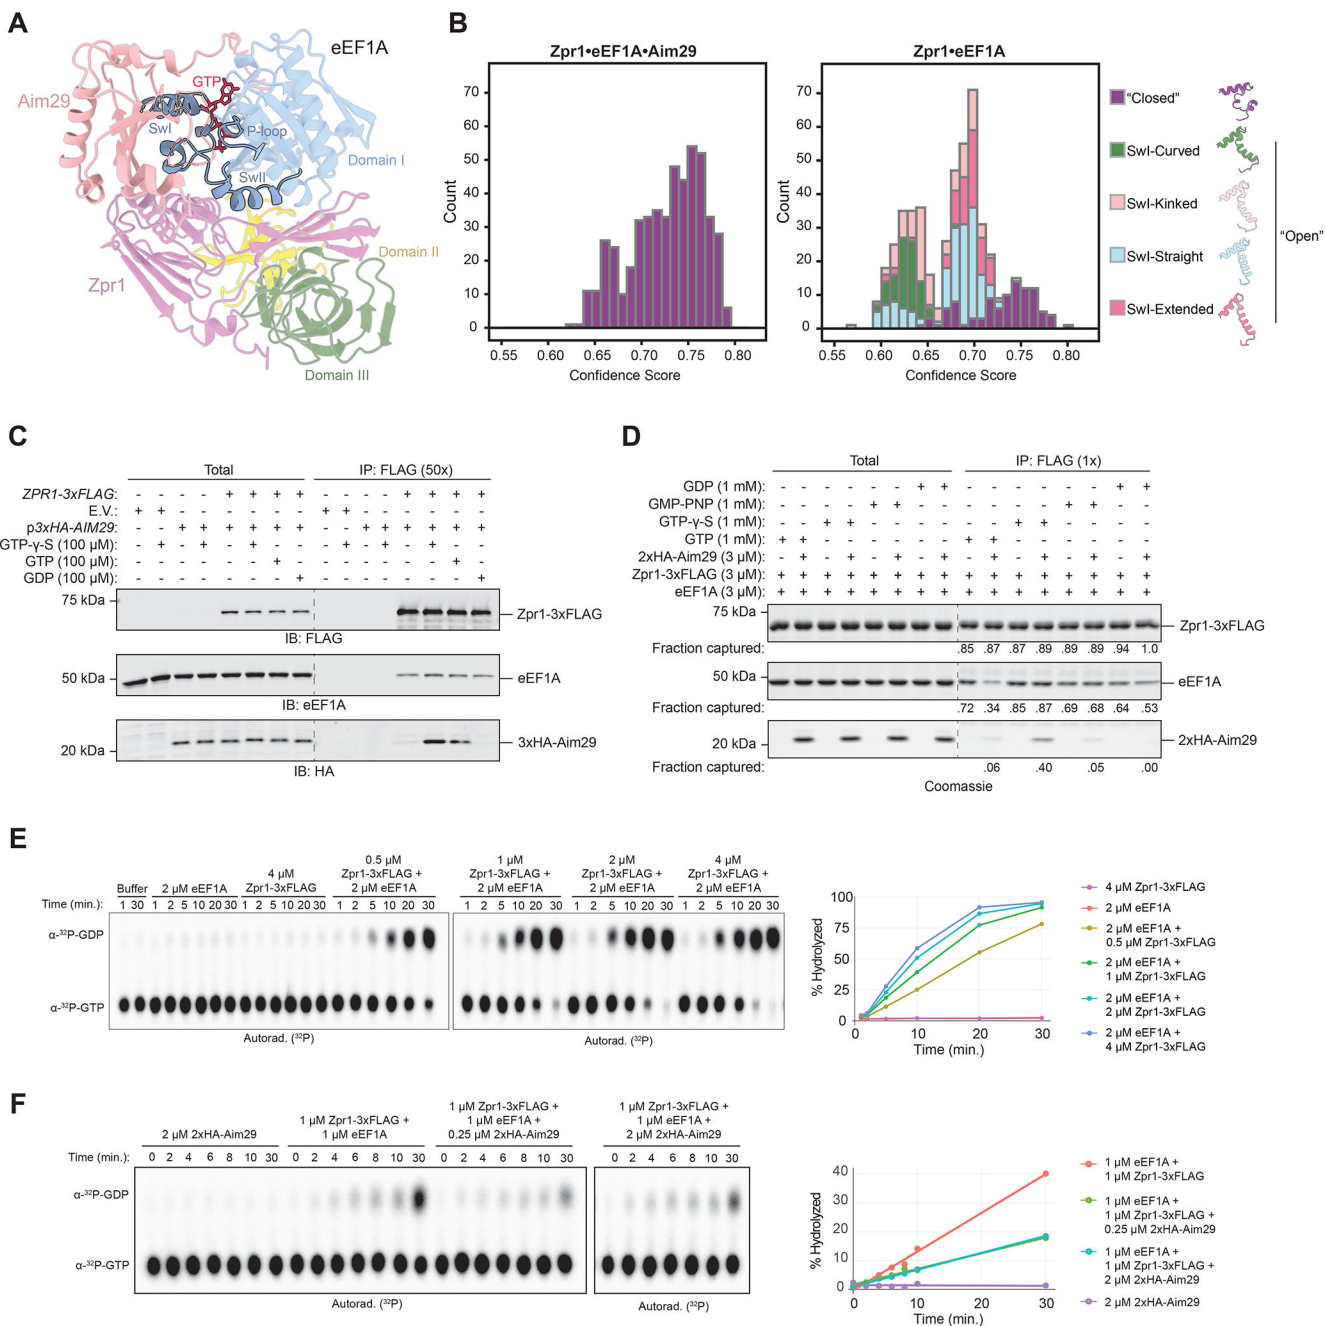 A
eEF1A
GTP
Aim29
SwI
P-loop
SwII
Domain I
Domain II
Zpr1
Domain III
B
Zpr1•eEF1A•Aim29
Zpr1•eEF1A
Count
70
60
50
40
30
20
10
0
0.55 0.60 0.65 0.70 0.75 0.80
Confidence Score
Count
70
60
50
40
30
20
10
0
0.55 0.60 0.65 0.70 0.75 0.80
Confidence Score
“Closed”
SwI-Curved
SwI-Kinked
SwI-Straight
SwI-Extended
“Open”
C
Total IP: FLAG (50x)
ZPR1-3xFLAG: - - - - + + + + - - - - + + + +
E.V.: + + - - - - - - + + - - - - - -
p3xHA-AIM29: - - + + + + + + - - + + + + + +
GTP-γ-S (100 µM): - + - + - + - - - + - + - + - -
GTP (100 µM): - - - - - - + - - - - - - - + -
GDP (100 µM): - - - - - - - + - - - - - - - +
75 kDa
Zpr1-3xFLAG
IB: FLAG
50 kDa
eEF1A
IB: eEF1A
20 kDa
3xHA-Aim29
IB: HA
D
Total IP: FLAG (1x)
GDP (1 mM): - - - - - - + + - - - - - - + +
GMP-PNP (1 mM): - - - - + + - - - - - - + + - -
GTP-γ-S (1 mM): - - + + - - - - - - + + - - - -
GTP (1 mM): + + - - - - - - + + - - - - - -
2xHA-Aim29 (3 µM): - + - + - + - + - + - + - + - +
Zpr1-3xFLAG (3 µM): + + + + + + + + + + + + + + + +
eEF1A (3 µM): + + + + + + + + + + + + + + + +
75 kDa
Zpr1-3xFLAG
Fraction captured: .85 .87 .87 .89 .89 .89 .94 1.0
50 kDa
eEF1A
Fraction captured: .72 .34 .85 .87 .69 .68 .64 .53
20 kDa
2xHA-Aim29
Fraction captured: .06 .40 .05 .00
Coomassie
E
Buffer
2 µM eEF1A
4 µM
Zpr1-3xFLAG
0.5 µM
Zpr1-3xFLAG +
2 µM eEF1A
1 µM
Zpr1-3xFLAG +
2 µM eEF1A
2 µM
Zpr1-3xFLAG +
2 µM eEF1A
4 µM
Zpr1-3xFLAG +
2 µM eEF1A
Time (min.): 1 30 1 2 5 10 20 30 1 2 5 10 20 30 1 2 5 10 20 30 1 2 5 10 20 30 1 2 5 10 20 30 1 2 5 10 20 30
α-³²P-GDP
α-³²P-GTP
Autorad. (³²P)
Autorad. (³²P)
% Hydrolyzed
100
75
50
25
0
0 10 20 30
Time (min.)
4 µM Zpr1-3xFLAG
2 µM eEF1A
2 µM eEF1A +
0.5 µM Zpr1-3xFLAG
2 µM eEF1A +
1 µM Zpr1-3xFLAG
2 µM eEF1A +
2 µM Zpr1-3xFLAG
2 µM eEF1A +
4 µM Zpr1-3xFLAG
F
2 µM 2xHA-Aim29
1 µM Zpr1-3xFLAG +
1 µM eEF1A
1 µM Zpr1-3xFLAG +
1 µM eEF1A +
0.25 µM 2xHA-Aim29
1 µM Zpr1-3xFLAG +
1 µM eEF1A +
2 µM 2xHA-Aim29
Time (min.): 0 2 4 6 8 10 30 0 2 4 6 8 10 30 0 2 4 6 8 10 30 0 2 4 6 8 10 30
α-³²P-GDP
α-³²P-GTP
Autorad. (³²P)
Autorad. (³²P)
% Hydrolyzed
40
30
20
10
0
0 10 20 30
Time (min.)
1 µM eEF1A +
1 µM Zpr1-3xFLAG
1 µM eEF1A +
1 µM Zpr1-3xFLAG +
0.25 µM 2xHA-Aim29
1 µM eEF1A +
1 µM Zpr1-3xFLAG +
2 µM 2xHA-Aim29
2 µM 2xHA-Aim29